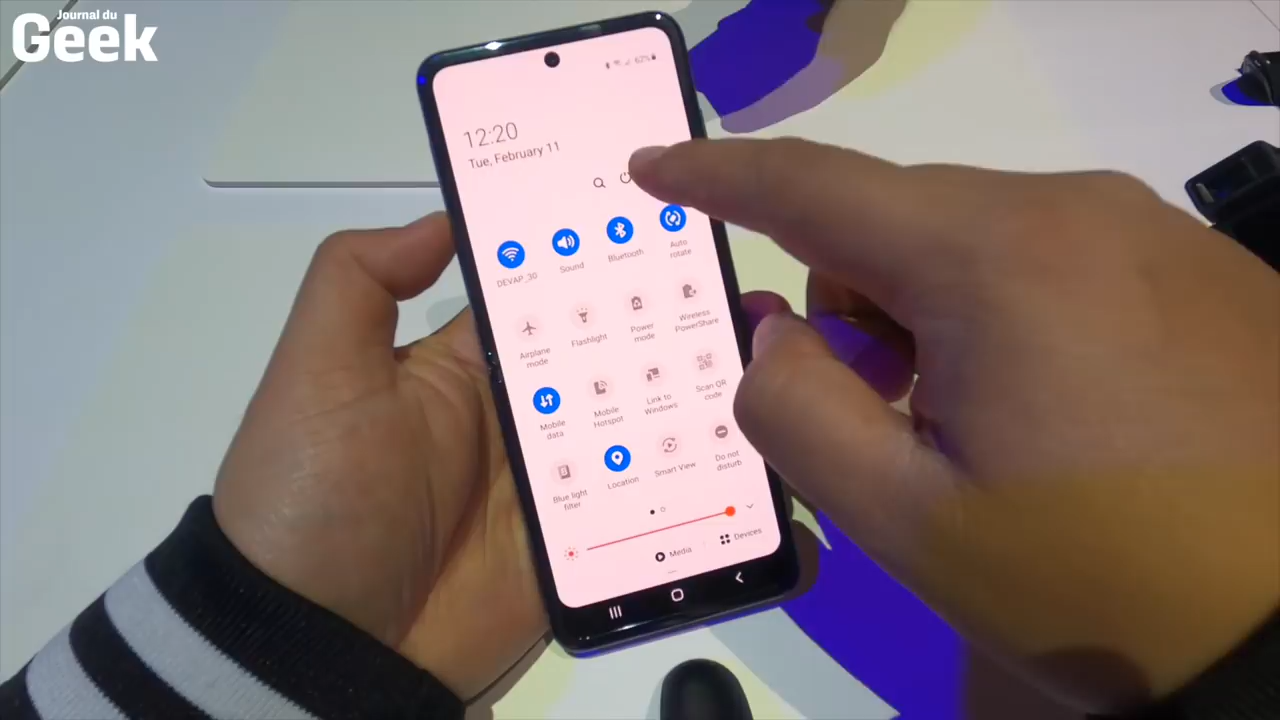 Journal du
Geek
62%
12:20
Tue, February 11
DEVAP_30
Sound
Bluetooth
Auto
rotate
Airplane
mode
Flashlight
Power
mode
Wireless
PowerShare
Mobile
data
Mobile
Hotspot
Link to
Windows
Scan QR
code
Blue light
filter
Location
Smart View
Do not
disturb
Media
Devices